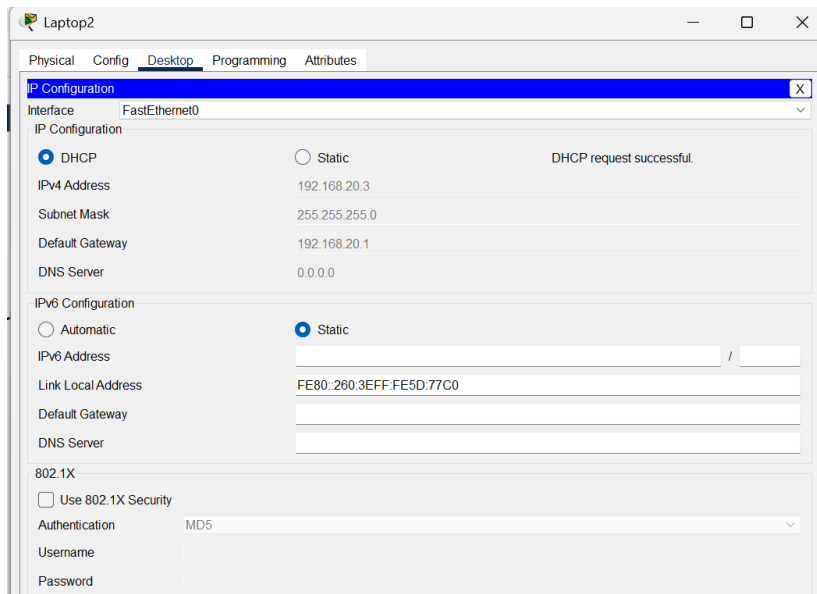 Laptop2
Physical Config Desktop Programming Attributes
IP Configuration X
Interface FastEthernet0
IP Configuration
DHCP Static DHCP request successful.
IPv4 Address 192.168.20.3
Subnet Mask 255.255.255.0
Default Gateway 192.168.20.1
DNS Server 0.0.0.0
IPv6 Configuration
Automatic Static
IPv6 Address /
Link Local Address FE80::260:3EFF:FE5D:77C0
Default Gateway
DNS Server
802.1X
Use 802.1X Security
Authentication MD5
Username
Password